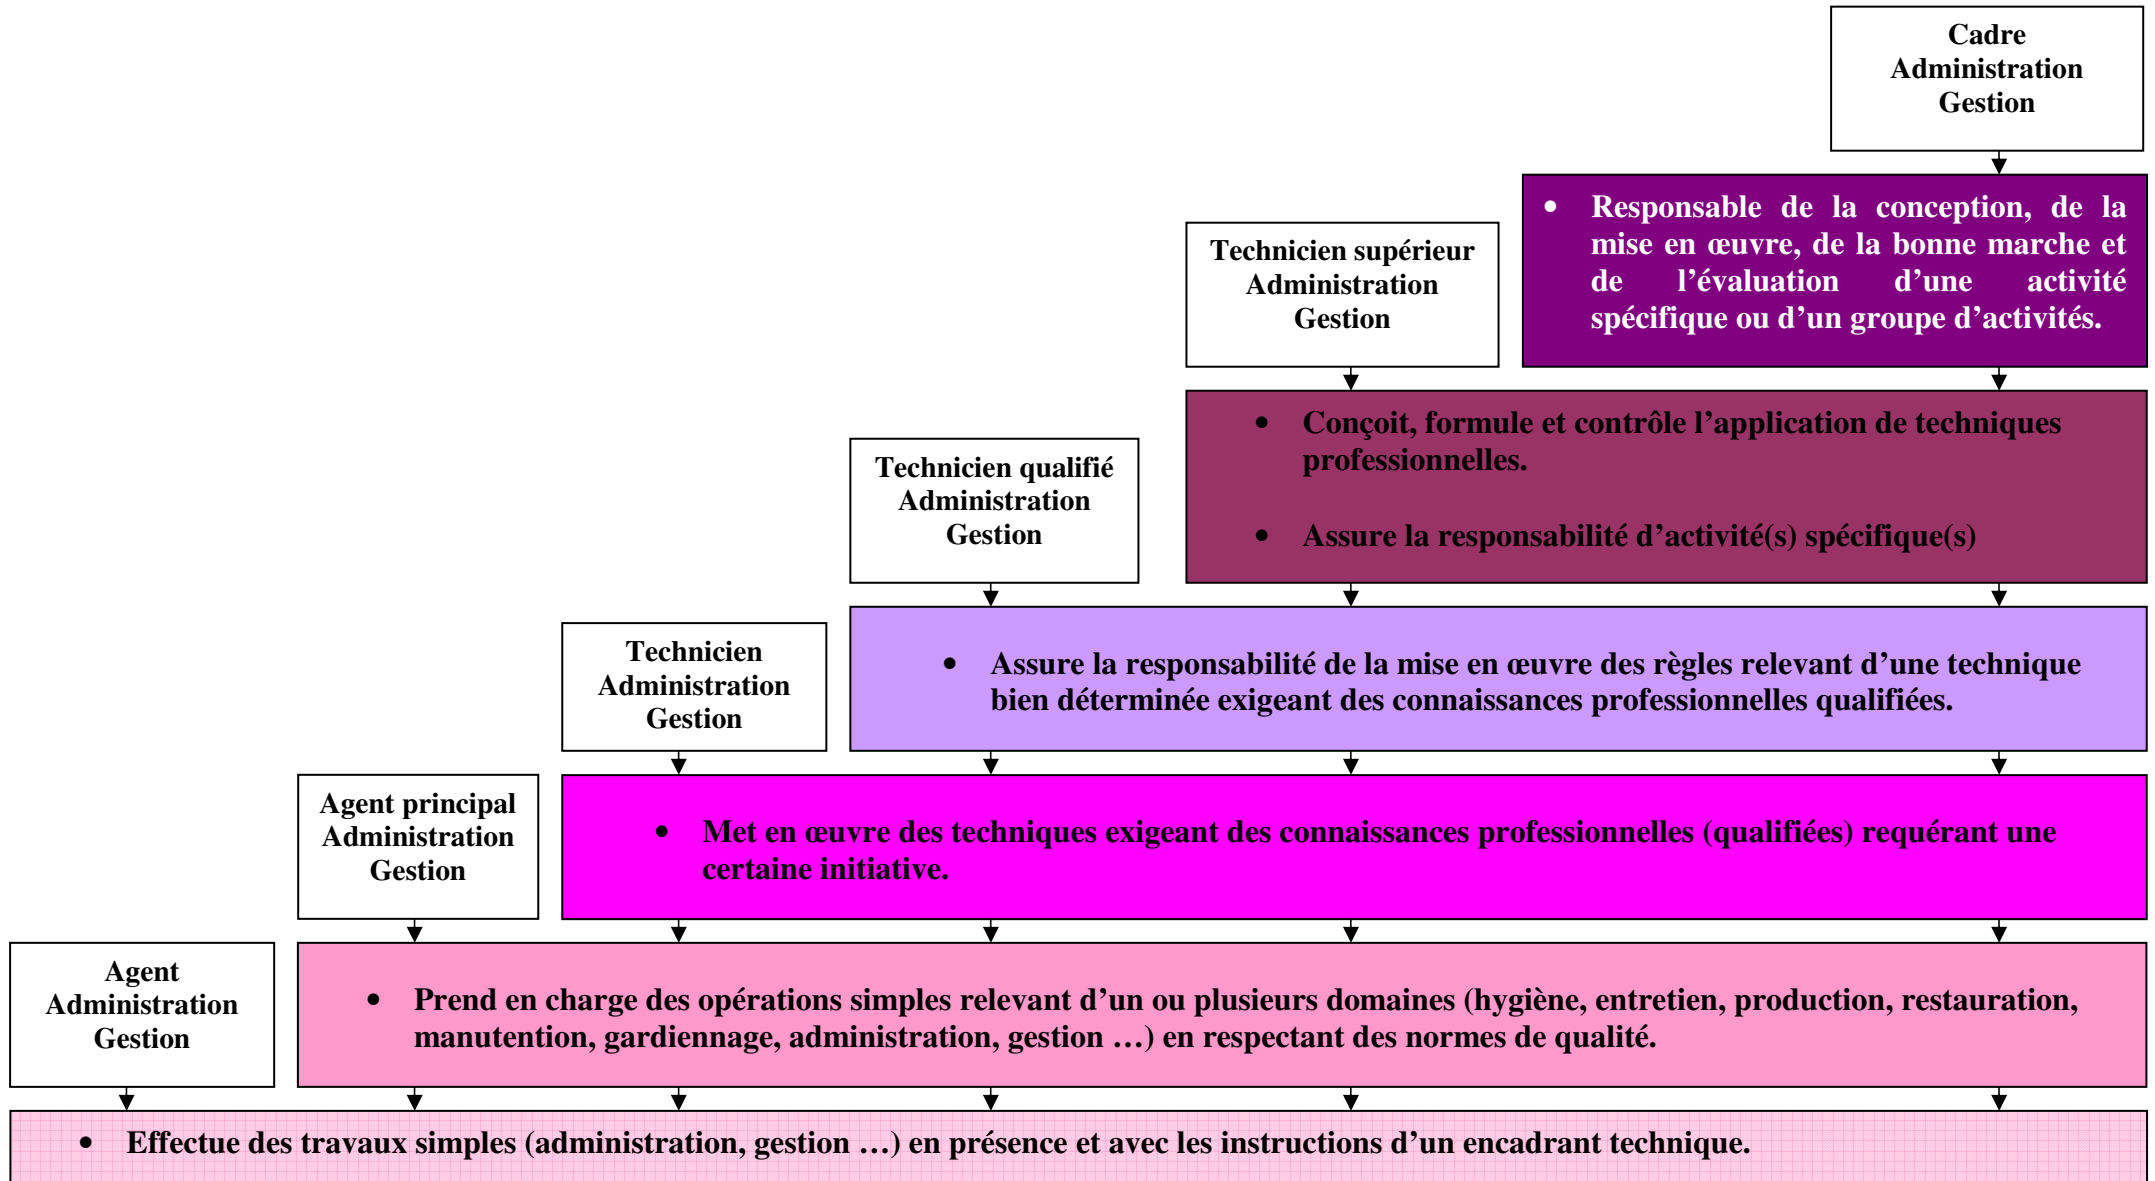 Cadre
Administration
Gestion
• Responsable de la conception, de la
mise en œuvre, de la bonne marche et
de l’évaluation d’une activité
spécifique ou d’un groupe d’activités.
Technicien supérieur
Administration
Gestion
• Conçoit, formule et contrôle l’application de techniques
professionnelles.
• Assure la responsabilité d’activité(s) spécifique(s)
Technicien qualifié
Administration
Gestion
• Assure la responsabilité de la mise en œuvre des règles relevant d’une technique
bien déterminée exigeant des connaissances professionnelles qualifiées.
Technicien
Administration
Gestion
• Met en œuvre des techniques exigeant des connaissances professionnelles (qualifiées) requérant une
certaine initiative.
Agent principal
Administration
Gestion
• Prend en charge des opérations simples relevant d’un ou plusieurs domaines (hygiène, entretien, production, restauration,
manutention, gardiennage, administration, gestion …) en respectant des normes de qualité.
Agent
Administration
Gestion
• Effectue des travaux simples (administration, gestion …) en présence et avec les instructions d’un encadrant technique.